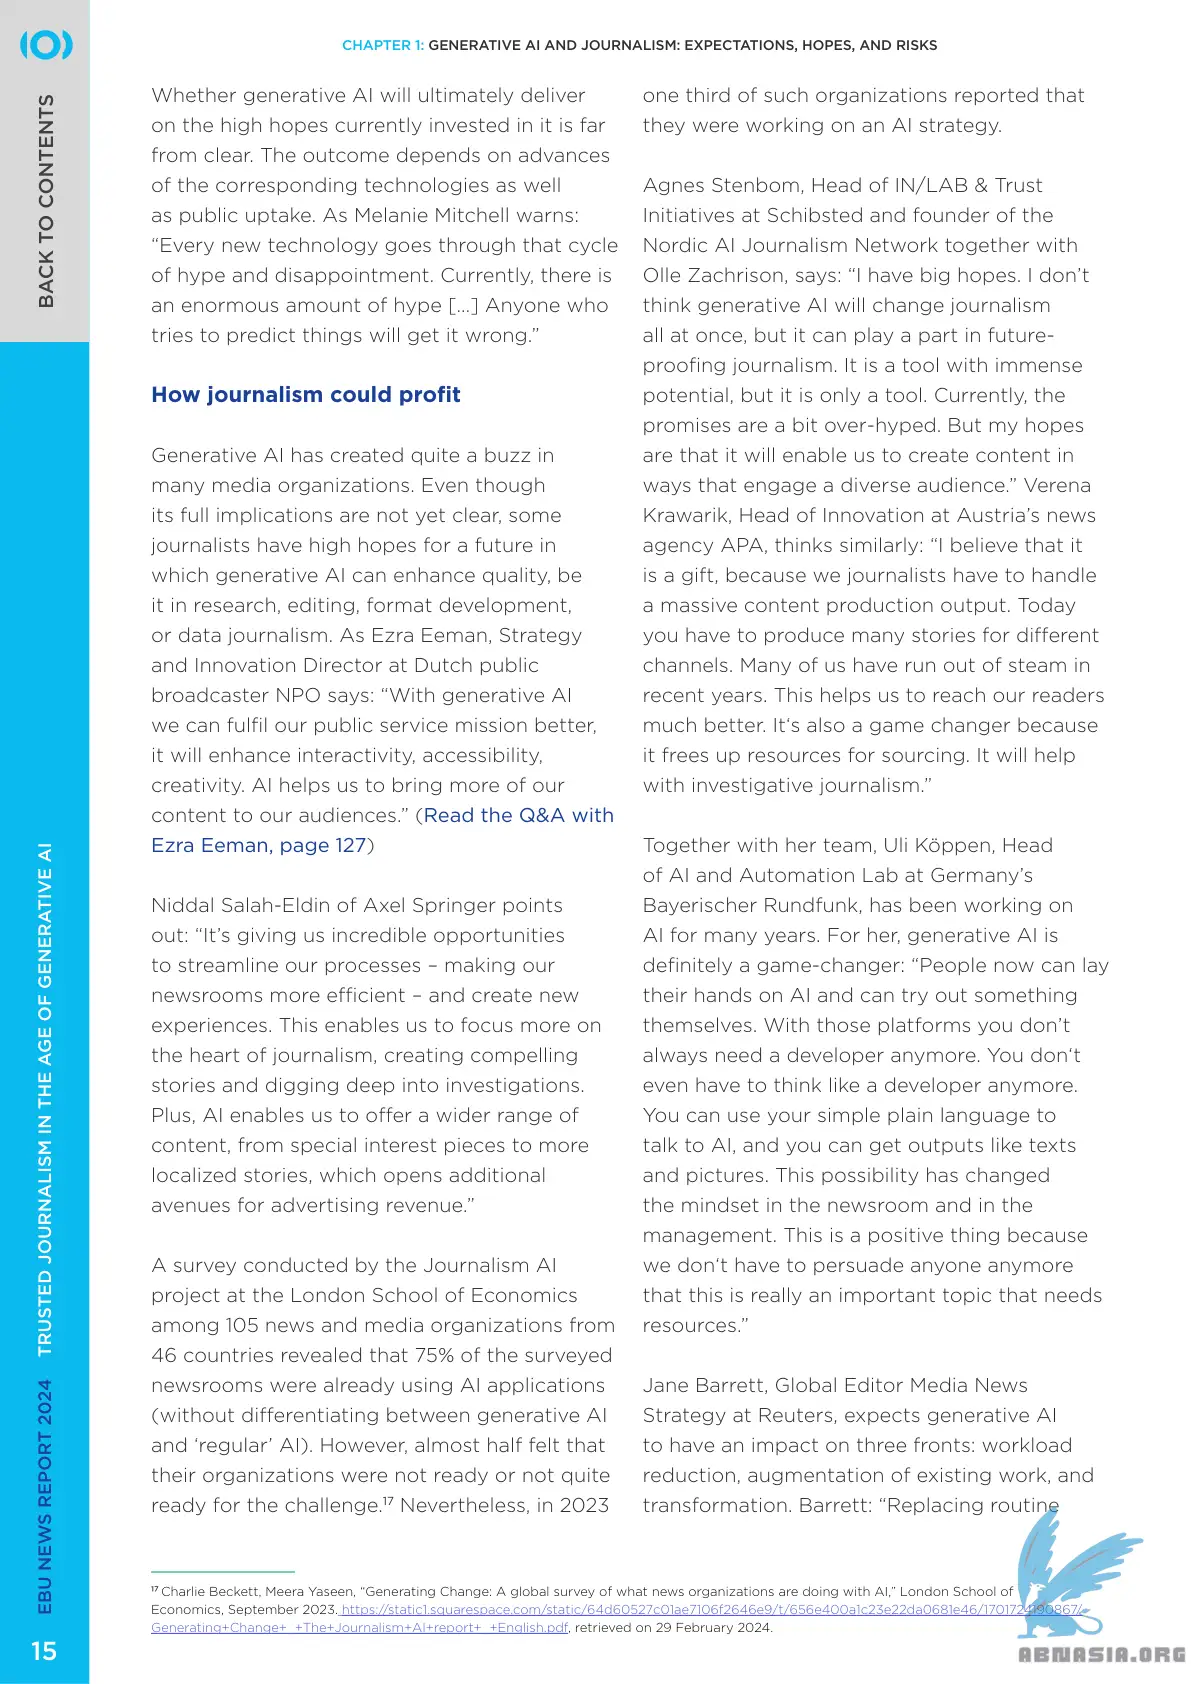 CHAPTER 1: GENERATIVE AI AND JOURNALISM: EXPECTATIONS, HOPES, AND RISKS
BACK TO CONTENTS
Whether generative AI will ultimately deliver
on the high hopes currently invested in it is far
from clear. The outcome depends on advances
of the corresponding technologies as well
as public uptake. As Melanie Mitchell warns:
“Every new technology goes through that cycle
of hype and disappointment. Currently, there is
an enormous amount of hype […] Anyone who
tries to predict things will get it wrong.”
How journalism could profit
Generative AI has created quite a buzz in
many media organizations. Even though
its full implications are not yet clear, some
journalists have high hopes for a future in
which generative AI can enhance quality, be
it in research, editing, format development,
or data journalism. As Ezra Eeman, Strategy
and Innovation Director at Dutch public
broadcaster NPO says: “With generative AI
we can fulfil our public service mission better,
it will enhance interactivity, accessibility,
creativity. AI helps us to bring more of our
content to our audiences.” (Read the Q&A with
Ezra Eeman, page 127)
Niddal Salah-Eldin of Axel Springer points
out: “It’s giving us incredible opportunities
to streamline our processes – making our
newsrooms more efficient – and create new
experiences. This enables us to focus more on
the heart of journalism, creating compelling
stories and digging deep into investigations.
Plus, AI enables us to offer a wider range of
content, from special interest pieces to more
localized stories, which opens additional
avenues for advertising revenue.”
A survey conducted by the Journalism AI
project at the London School of Economics
among 105 news and media organizations from
46 countries revealed that 75% of the surveyed
newsrooms were already using AI applications
(without differentiating between generative AI
and ‘regular’ AI). However, almost half felt that
their organizations were not ready or not quite
ready for the challenge.17 Nevertheless, in 2023
one third of such organizations reported that
they were working on an AI strategy.
Agnes Stenbom, Head of IN/LAB & Trust
Initiatives at Schibsted and founder of the
Nordic AI Journalism Network together with
Olle Zachrison, says: “I have big hopes. I don’t
think generative AI will change journalism
all at once, but it can play a part in future-
proofing journalism. It is a tool with immense
potential, but it is only a tool. Currently, the
promises are a bit over-hyped. But my hopes
are that it will enable us to create content in
ways that engage a diverse audience.” Verena
Krawarik, Head of Innovation at Austria’s news
agency APA, thinks similarly: “I believe that it
is a gift, because we journalists have to handle
a massive content production output. Today
you have to produce many stories for different
channels. Many of us have run out of steam in
recent years. This helps us to reach our readers
much better. It‘s also a game changer because
it frees up resources for sourcing. It will help
with investigative journalism.”
Together with her team, Uli Köppen, Head
of AI and Automation Lab at Germany’s
Bayerischer Rundfunk, has been working on
AI for many years. For her, generative AI is
definitely a game-changer: “People now can lay
their hands on AI and can try out something
themselves. With those platforms you don’t
always need a developer anymore. You don‘t
even have to think like a developer anymore.
You can use your simple plain language to
talk to AI, and you can get outputs like texts
and pictures. This possibility has changed
the mindset in the newsroom and in the
management. This is a positive thing because
we don‘t have to persuade anyone anymore
that this is really an important topic that needs
resources.”
Jane Barrett, Global Editor Media News
Strategy at Reuters, expects generative AI
to have an impact on three fronts: workload
reduction, augmentation of existing work, and
transformation. Barrett: “Replacing routine
17 Charlie Beckett, Meera Yaseen, “Generating Change: A global survey of what news organizations are doing with AI,” London School of
Economics, September 2023. https://static1.squarespace.com/static/64d60527c01ae7106f2646e9/t/656e400a1c23e22da0681e46/1701724190867/
Generating+Change+_+The+Journalism+AI+report+_+English.pdf, retrieved on 29 February 2024.
EBU NEWS REPORT 2024 TRUSTED JOURNALISM IN THE AGE OF GENERATIVE AI
15
ABNASIA.ORG